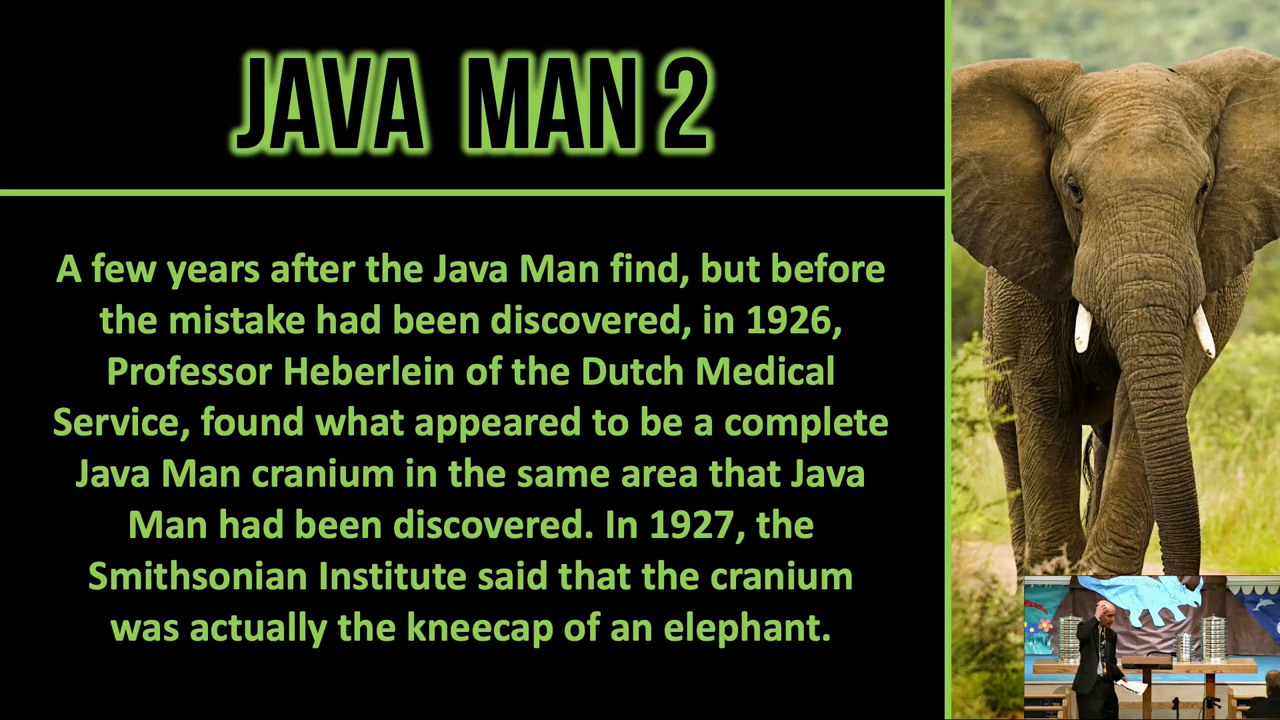 JAVA MAN 2
A few years after the Java Man find, but before
the mistake had been discovered, in 1926,
Professor Heberlein of the Dutch Medical
Service, found what appeared to be a complete
Java Man cranium in the same area that Java
Man had been discovered. In 1927, the
Smithsonian Institute said that the cranium
was actually the kneecap of an elephant.